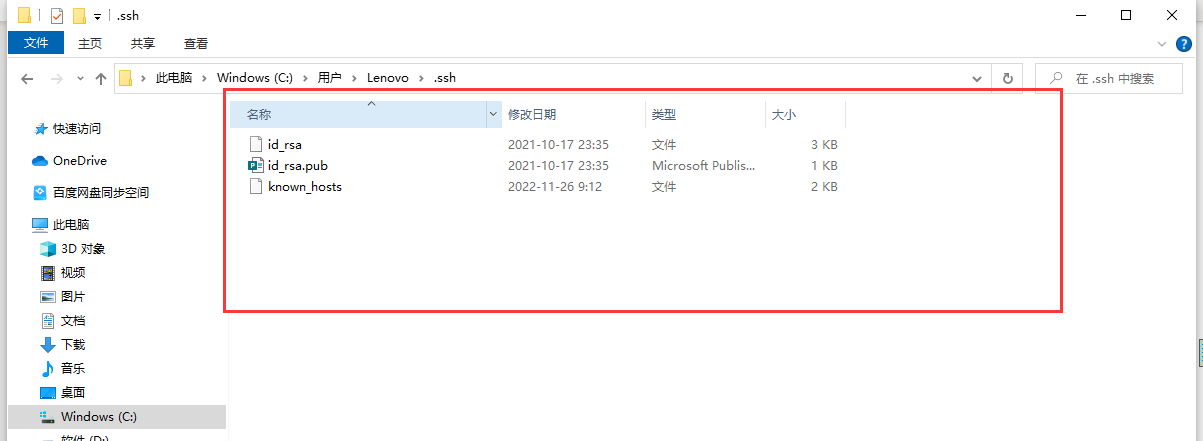 .ssh
文件 主页 共享 查看
此电脑 Windows (C:) 用户 Lenovo .ssh 在 .ssh 中搜索
名称 修改日期 类型 大小
id_rsa 2021-10-17 23:35 文件 3 KB
id_rsa.pub 2021-10-17 23:35 Microsoft Publis... 1 KB
known_hosts 2022-11-26 9:12 文件 2 KB
快速访问
OneDrive
百度网盘同步空间
此电脑
3D 对象
视频
图片
文档
下载
音乐
桌面
Windows (C:)
软件 (D:)